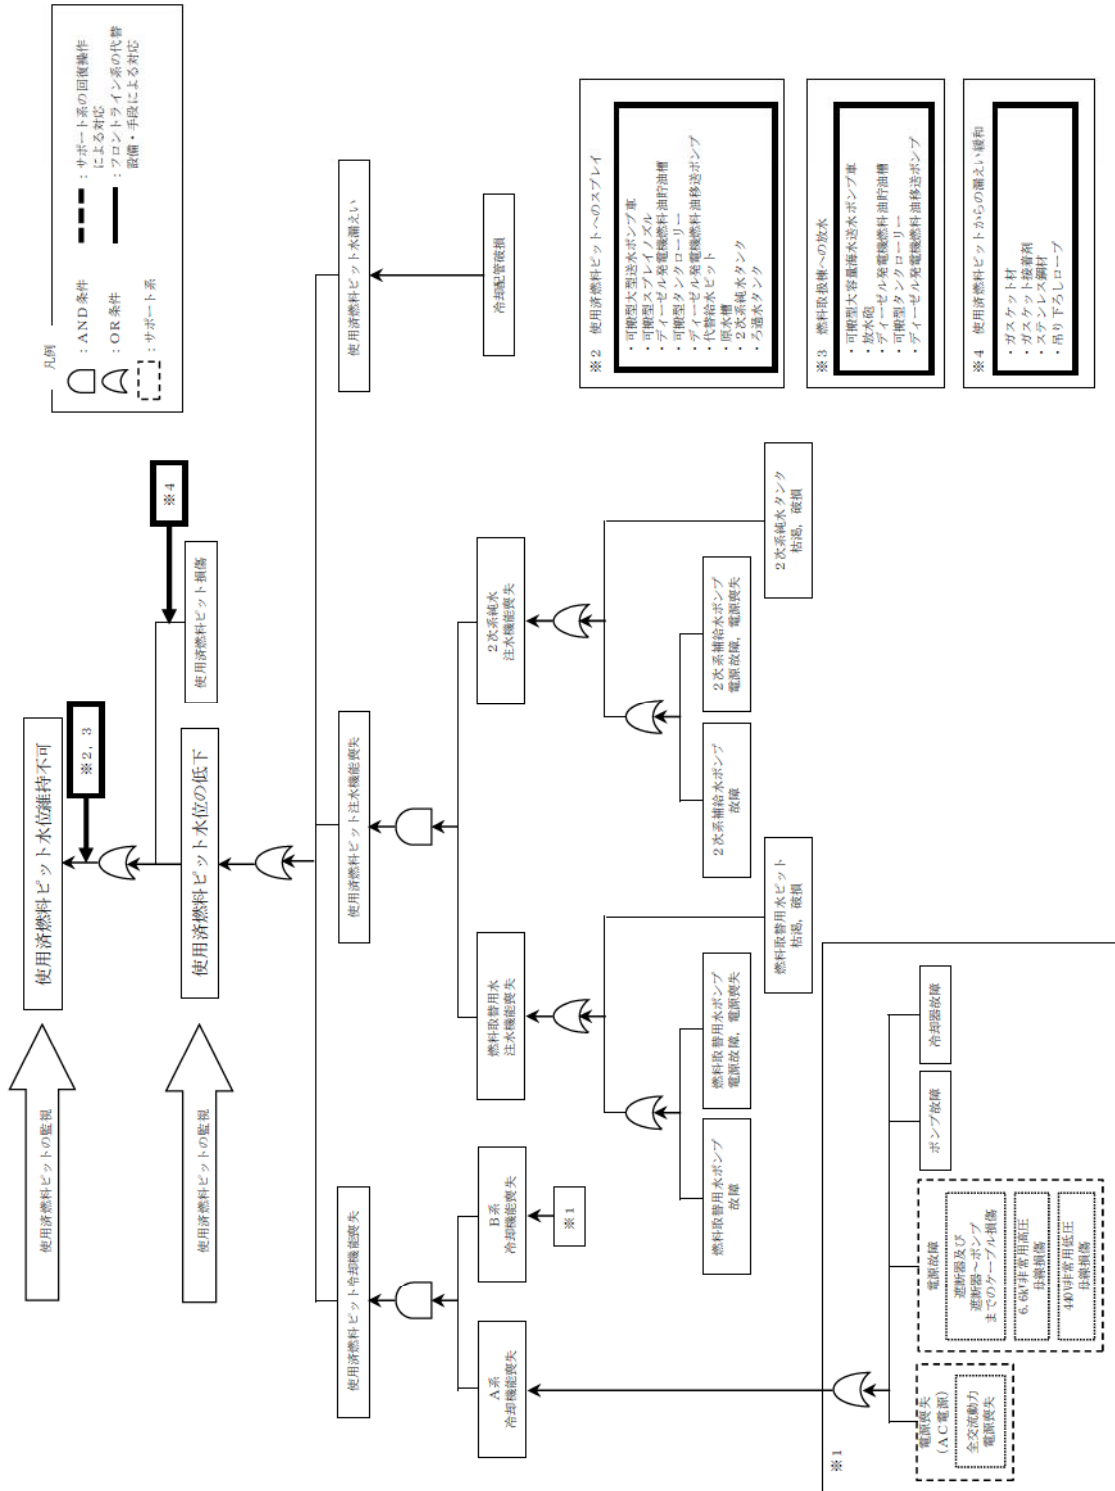 凡例
：AND条件
：OR条件
：サポート系
：サポート系の回復操作
による対応
：フロントライン系の代替
設備・手段による対応
使用済燃料ピットの監視
使用済燃料ピット水位維持不可
※2，3
使用済燃料ピットの監視
使用済燃料ピット水位の低下
使用済燃料ピット損傷
※4
使用済燃料ピット冷却機能喪失
使用済燃料ピット注水機能喪失
使用済燃料ピット水漏えい
A系
冷却機能喪失
B系
冷却機能喪失
※1
燃料取替用水
注水機能喪失
2次系純水
注水機能喪失
冷却配管破損
燃料取替用水ポンプ
故障
燃料取替用水ポンプ
電源故障，電源喪失
燃料取替用水ピット
枯渇，破損
2次系補給水ポンプ
故障
2次系補給水ポンプ
電源故障，電源喪失
2次系純水タンク
枯渇，破損
※1
電源喪失
(AC電源)
全交流動力
電源喪失
電源故障
遮断器及び
遮断器～ポンプ
までのケーブル損傷
6.6kV非常用高圧
母線損傷
440V非常用低圧
母線損傷
ポンプ故障
冷却器故障
※2　使用済燃料ピットへのスプレイ
・可搬型大型送水ポンプ車
・可搬型スプレイノズル
・ディーゼル発電機燃料油貯油槽
・可搬型タンクローリー
・ディーゼル発電機燃料油移送ポンプ
・代替給水ピット
・原水槽
・2次系純水タンク
・ろ過水タンク
※3　燃料取扱棟への放水
・可搬型大容量海水送水ポンプ車
・放水砲
・ディーゼル発電機燃料油貯油槽
・可搬型タンクローリー
・ディーゼル発電機燃料油移送ポンプ
※4　使用済燃料ピットからの漏えい緩和
・ガスケット材
・ガスケット接着剤
・ステンレス鋼材
・吊り下ろしロープ